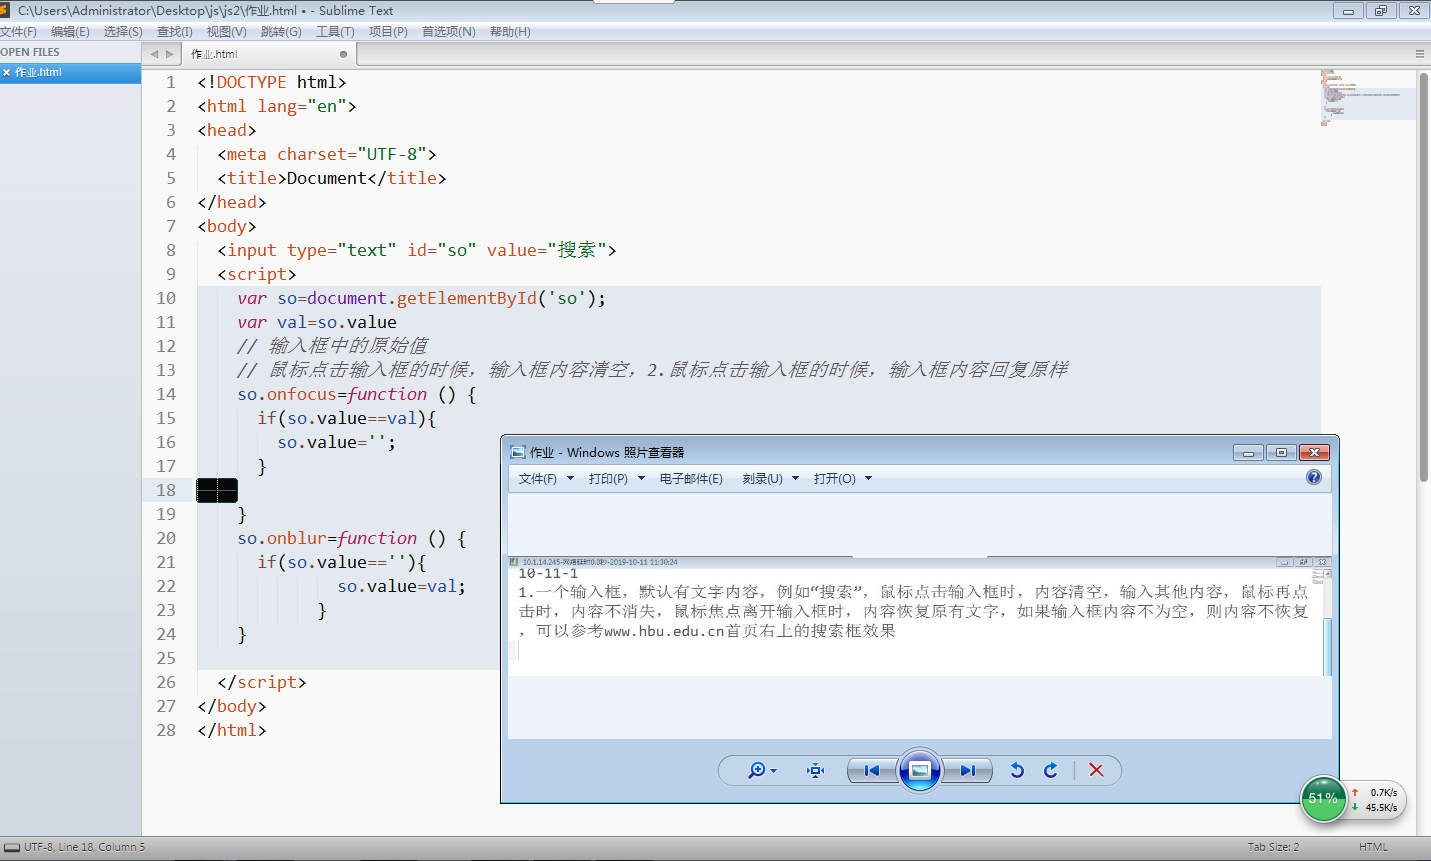 C:\Users\Administrator\Desktop\js\js2\作业.html • - Sublime Text
文件(F) 编辑(E) 选择(S) 查找(I) 视图(V) 跳转(G) 工具(T) 项目(P) 首选项(N) 帮助(H)
OPEN FILES
作业.html
作业.html
1 <!DOCTYPE html>
2 <html lang="en">
3 <head>
4 <meta charset="UTF-8">
5 <title>Document</title>
6 </head>
7 <body>
8 <input type="text" id="so" value="搜索">
9 <script>
10 var so=document.getElementById('so');
11 var val=so.value
12 // 输入框中的原始值
13 // 鼠标点击输入框的时候，输入框内容清空，2.鼠标点击输入框的时候，输入框内容回复原样
14 so.onfocus=function () {
15 if(so.value==val){
16 so.value='';
17 }
18
19 }
20 so.onblur=function () {
21 if(so.value==''){
22 so.value=val;
23 }
24 }
25
26 </script>
27 </body>
28 </html>
作业 - Windows 照片查看器
文件(F) 打印(P) 电子邮件(E) 刻录(U) 打开(O)
10-11-1
1.一个输入框，默认有文字内容，例如“搜索”，鼠标点击输入框时，内容清空，输入其他内容，鼠标再点
击时，内容不消失，鼠标焦点离开输入框时，内容恢复原有文字，如果输入框内容不为空，则内容不恢复
，可以参考www.hbu.edu.cn首页右上的搜索框效果
51%
0.7K/s
45.5K/s
UTF-8, Line 18, Column 5
Tab Size: 2
HTML